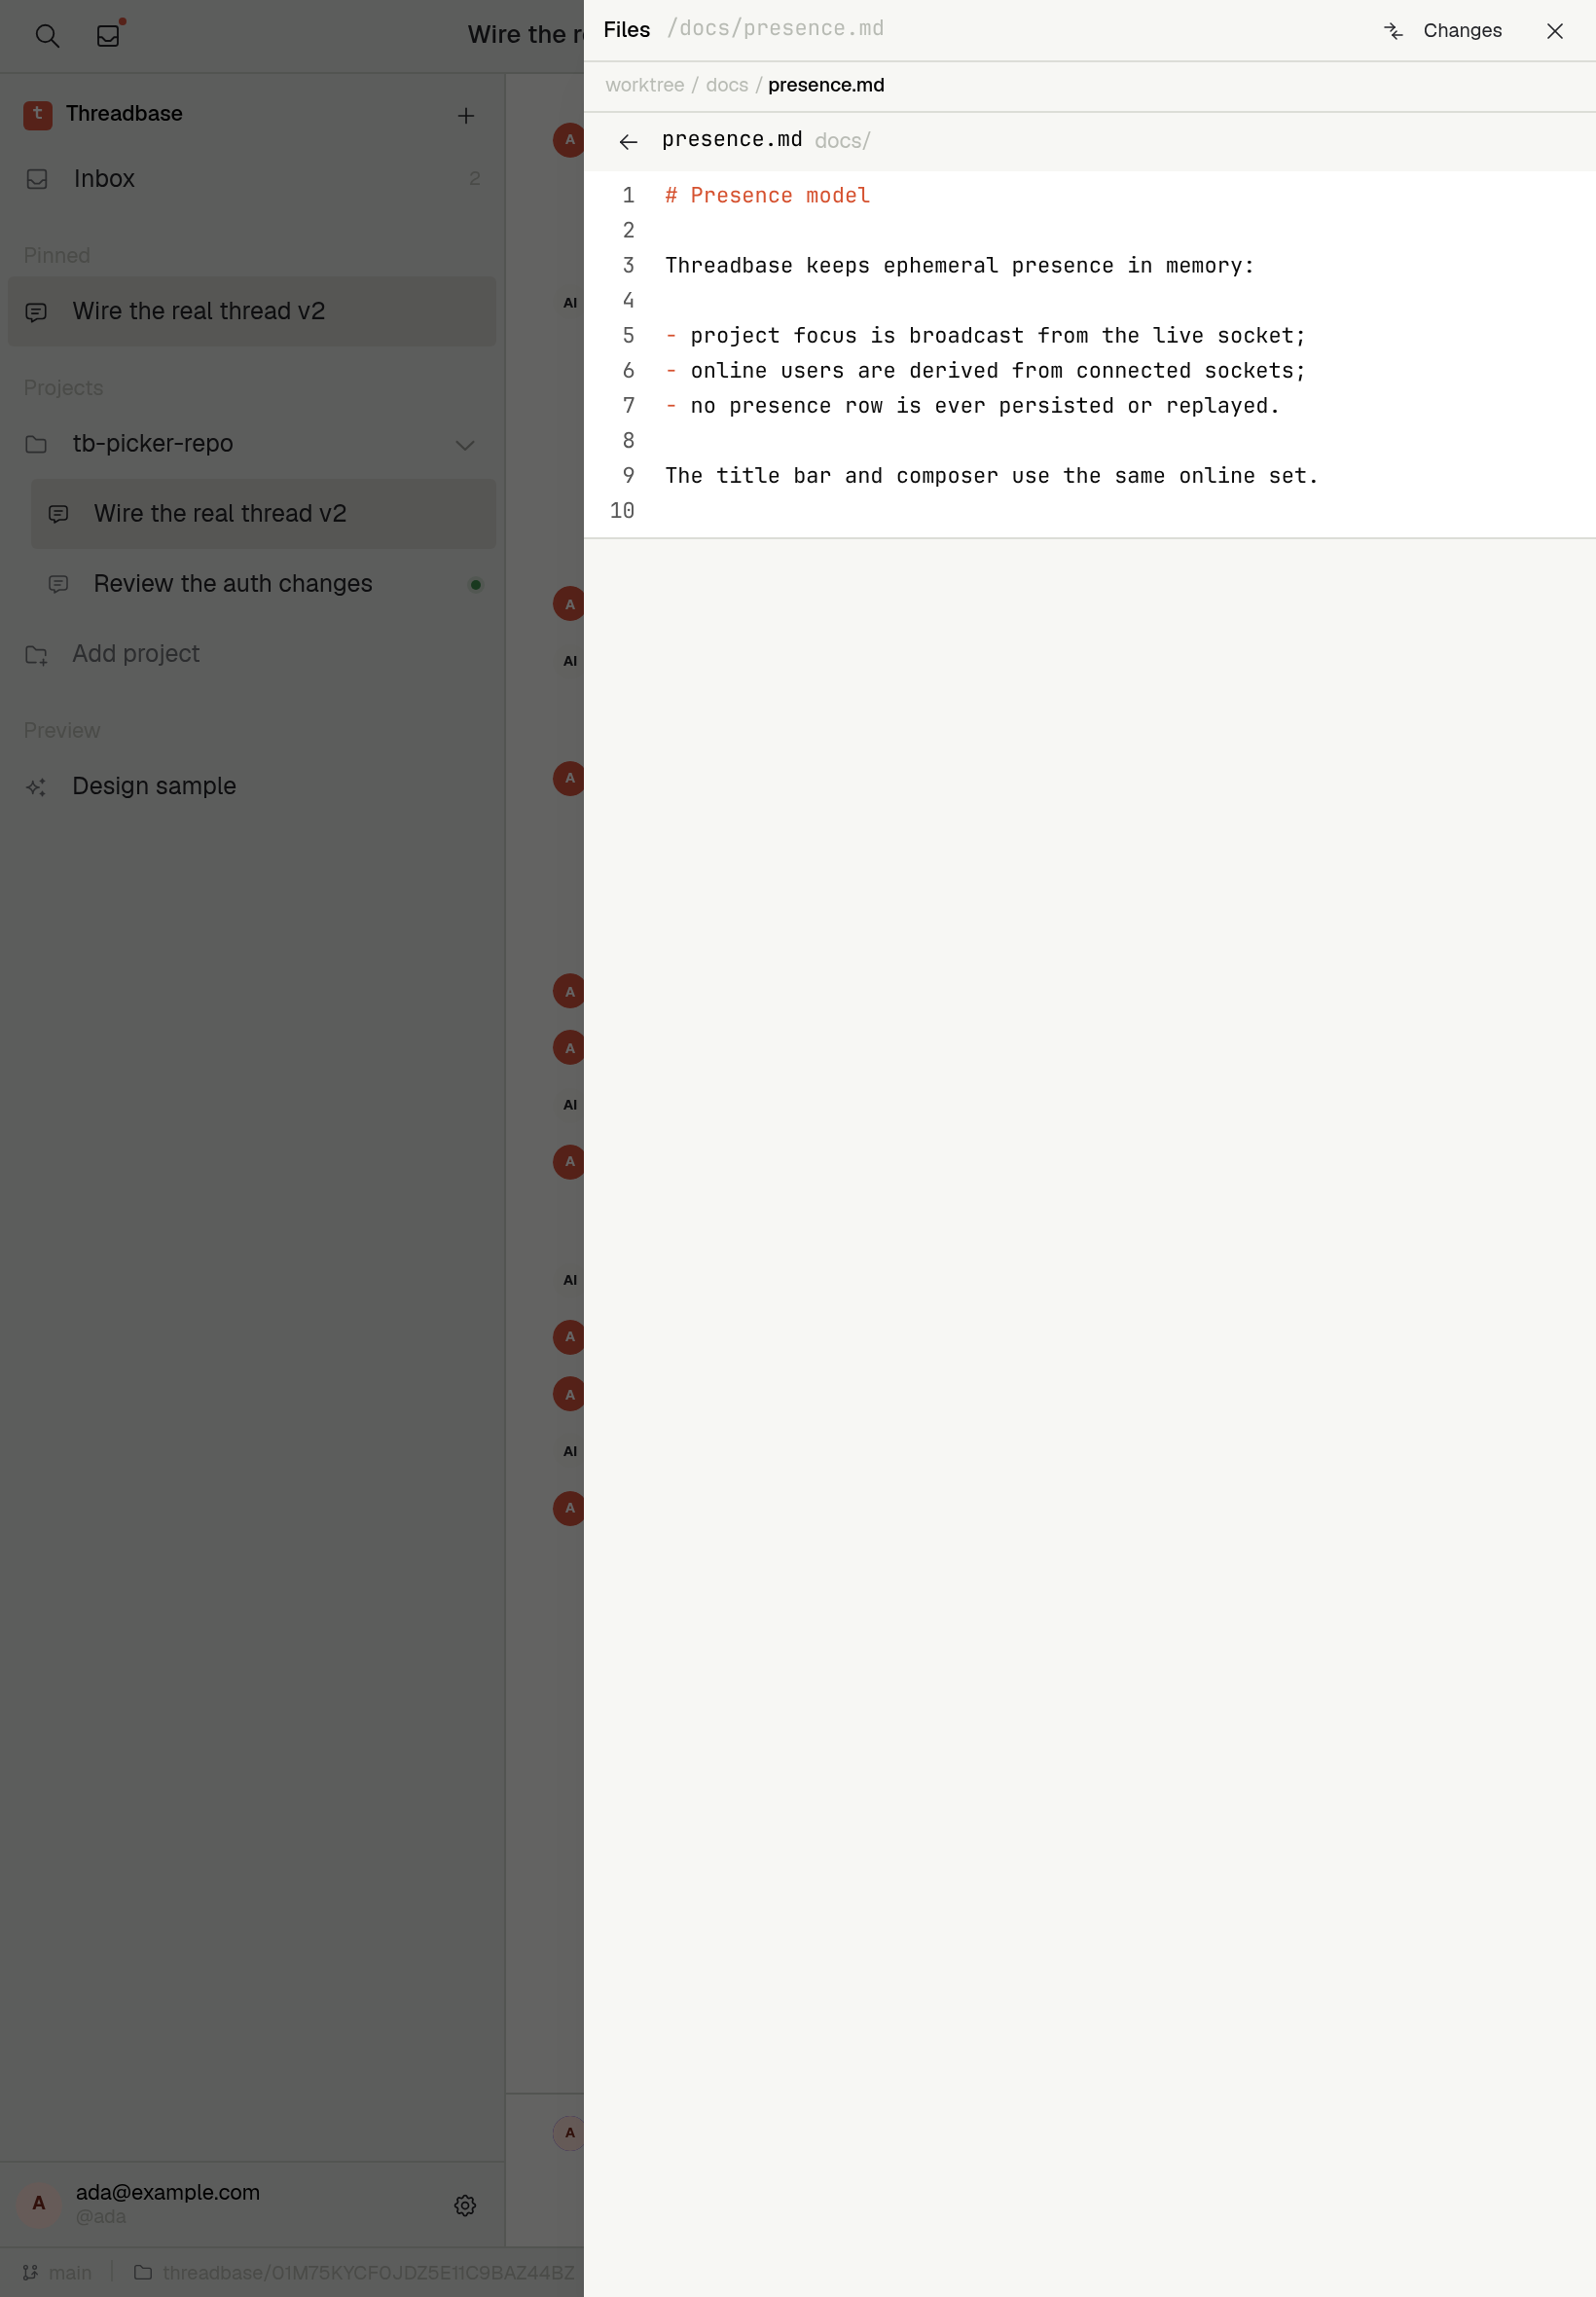 Wire the r
Files /docs/presence.md
Changes
t Threadbase
worktree / docs / presence.md
presence.md docs/
Inbox 2
Pinned
Wire the real thread v2
Projects
tb-picker-repo
Wire the real thread v2
Review the auth changes
Add project
Preview
Design sample
A
AI
A
AI
A
A
A
AI
A
AI
A
A
AI
A
A
1 # Presence model
2
3 Threadbase keeps ephemeral presence in memory:
4
5 - project focus is broadcast from the live socket;
6 - online users are derived from connected sockets;
7 - no presence row is ever persisted or replayed.
8
9 The title bar and composer use the same online set.
10
A ada@example.com
@ada
main threadbase/01M75KYCF0JDZ5E11C9BAZ44BZ